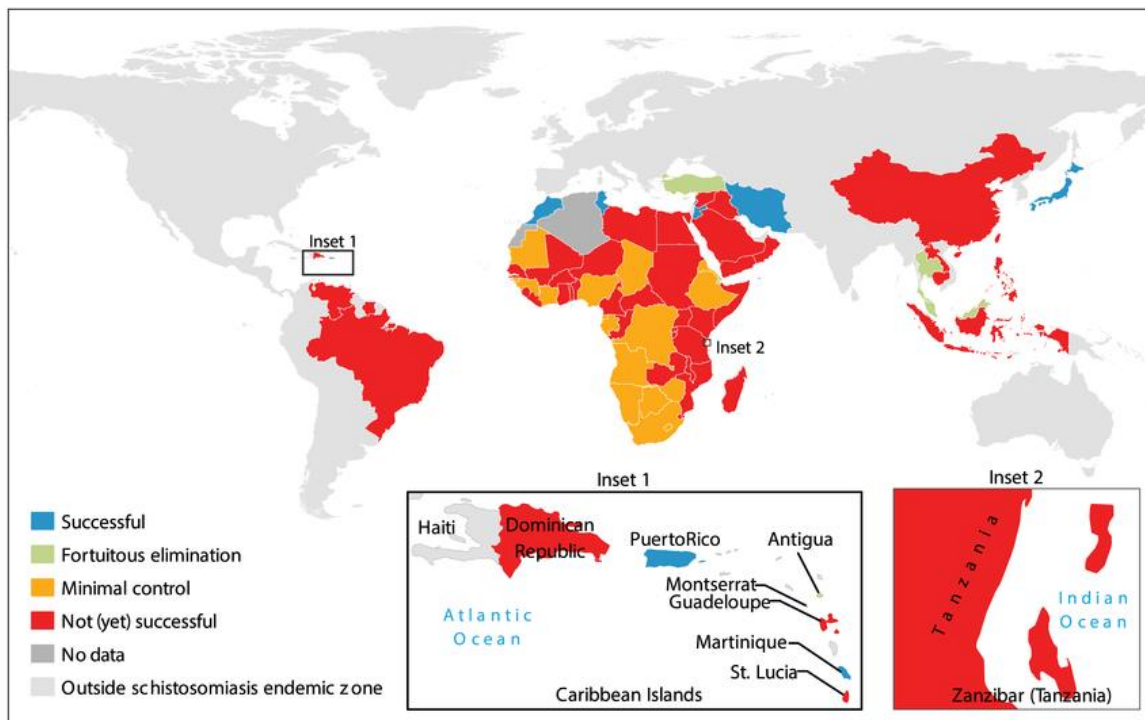 Inset 1
Inset 2
Successful
Fortuitous elimination
Minimal control
Not (yet) successful
No data
Outside schistosomiasis endemic zone
Inset 1
Haiti
Dominican
Republic
PuertoRico
Antigua
Montserrat
Guadeloupe
Martinique
St. Lucia
Atlantic
Ocean
Caribbean Islands
Inset 2
Tanzania
Indian
Ocean
Zanzibar (Tanzania)